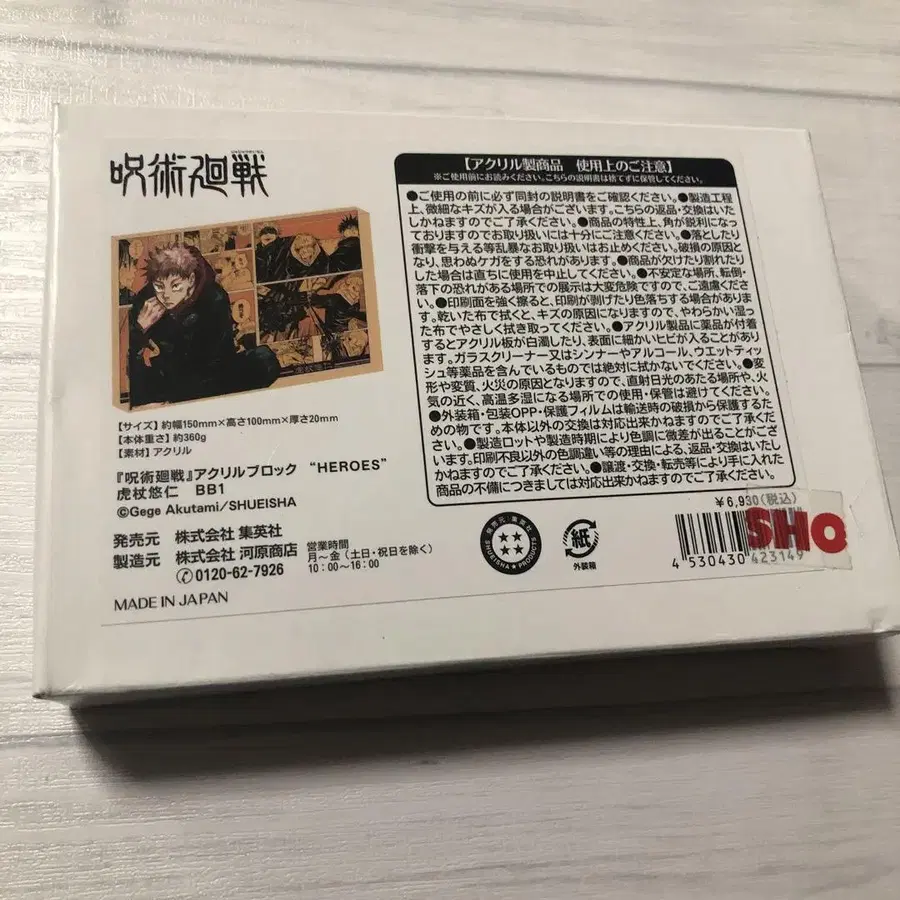 呪術廻戦
虎杖悠仁
【サイズ】約幅150mm×高さ100mm×厚さ20mm
【本体重さ】約360g
【素材】アクリル
『呪術廻戦』アクリルブロック “HEROES”
虎杖悠仁 BB1
©Gege Akutami/SHUEISHA
発売元 株式会社 集英社
製造元 株式会社 河原商店
0120-62-7926
営業時間
月～金（土日・祝日を除く）
10:00～16:00
MADE IN JAPAN
【アクリル製商品 使用上のご注意】
※ご使用前にお読みください。こちらの説明書は捨てずに保管してください。
●ご使用の前に必ず同封の説明書をご確認ください。●製造工程
上、微細なキズが入る場合がございます。こちらの返品・交換はいた
しかねますのでご了承ください。●商品の特性上、角が鋭利になっ
ておりますのでお取り扱いには十分にご注意ください。●落としたり
衝撃を与える等乱暴なお取り扱いはお止めください。破損の原因と
なり、思わぬケガをする恐れがあります。●商品が欠けたり割れたり
した場合は直ちに使用を中止してください。●不安定な場所、転倒・
落下の恐れがある場所での展示は大変危険ですので、ご遠慮くださ
い。●印刷面を強く擦ると、印刷が剥げたり色落ちする場合がありま
す。乾いた布で拭くと、キズの原因になりますので、やわらかい湿っ
た布でやさしく拭き取ってください。●アクリル製品に薬品が付着
するとアクリル板が白濁したり、表面に細かいヒビが入ることがあり
ます。ガラスクリーナー又はシンナーやアルコール、ウエットティッ
シュ等薬品を含んでいるものでは絶対に拭かないでください。●変
形や変質、火災の原因となりますので、直射日光のあたる場所や、火
気の近く、高温多湿になる場所での使用・保管は避けてください。
●外装箱・包装OPP・保護フィルムは輸送時の破損から保護するた
めの物です。本体以外の交換は対応出来かねますのでご了承くださ
い。●製造ロットや製造時期により色調に微差が出ることがござい
ます。印刷不良以外の色調違い等の理由による、返品・交換はいたし
かねますのでご了承ください。●譲渡・交換・転売等により手に入れた
商品の不備につきましては対応出来かねますのでご了承ください。
¥6,930(税込)
SHO
4 530430 423149
発売元 集英社
SHUEISHA PRODUCTS
紙
外装箱